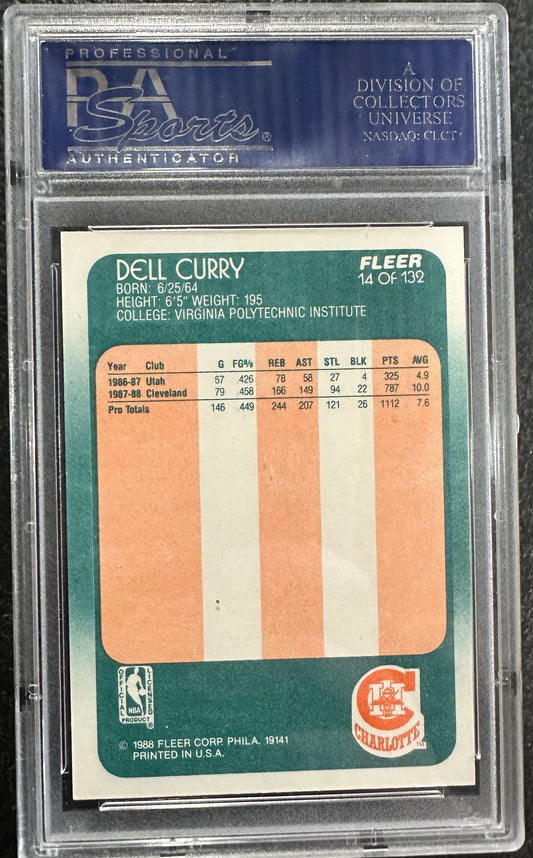 PROFESSIONAL
PSA
Sports®
AUTHENTICATOR
A
DIVISION OF
COLLECTORS
UNIVERSE
NASDAQ: CLCT
DELL CURRY
BORN: 6/25/64
HEIGHT: 6'5" WEIGHT: 195
COLLEGE: VIRGINIA POLYTECHNIC INSTITUTE
FLEER
14 OF 132
Year Club G FG% REB AST STL BLK PTS AVG
1986-87 Utah 67 .426 78 58 27 4 325 4.9
1987-88 Cleveland 79 .458 166 149 94 22 787 10.0
Pro Totals 146 .449 244 207 121 26 1112 7.6
OFFICIAL LICENSED
NBA
PRODUCT®
CHARLOTTE™
© 1988 FLEER CORP. PHILA. 19141
PRINTED IN U.S.A.